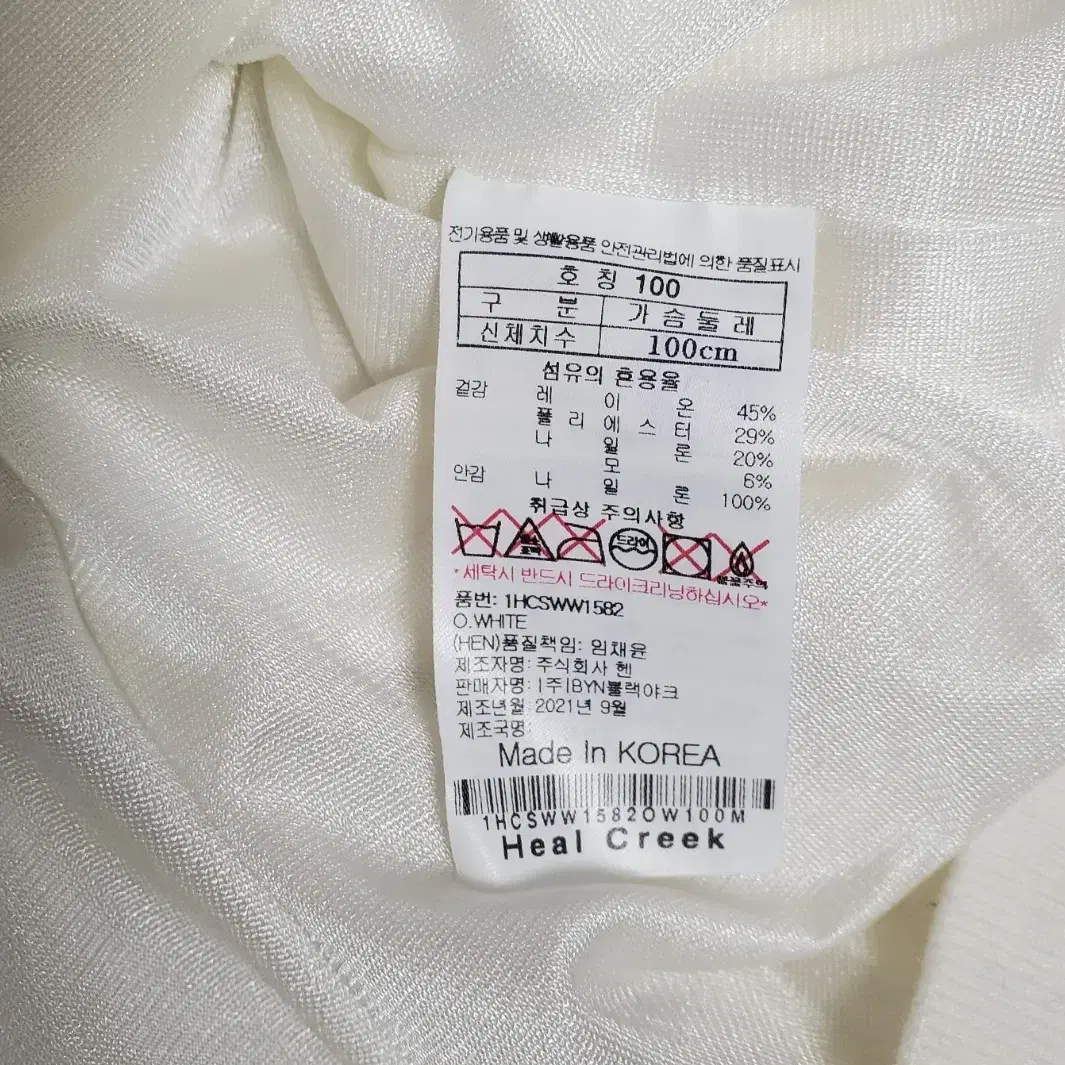 전기용품 및 생활용품 안전관리법에 의한 품질표시
호 칭 100
구 분 가 슴 둘 레
신체치수 100cm
섬유의 혼용율
겉감 레 이 온 45%
폴 리 에 스 터 29%
나 일 론 20%
모 6%
안감 나 일 론 100%
취급상 주의사항
드라이
*세탁시 반드시 드라이크리닝하십시오*
품번: 1HCSWW1582
O.WHITE
(HEN)품질책임: 임채윤
제조자명: 주식회사 헨
판매자명: (주)BYN블랙야크
제조년월: 2021년 9월
제조국명:
Made In KOREA
1HCSWW1582OW100M
Heal Creek